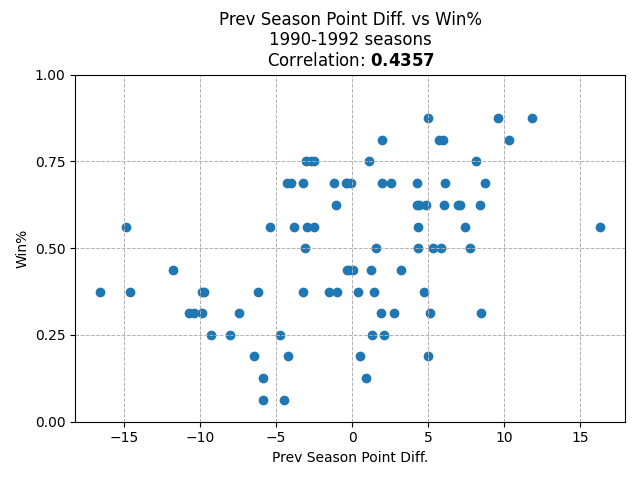 Prev Season Point Diff. vs Win%
1990-1992 seasons
Correlation: 0.4357
1.00
0.75
0.50
0.25
0.00
Win%
−15
−10
−5
0
5
10
15
Prev Season Point Diff.